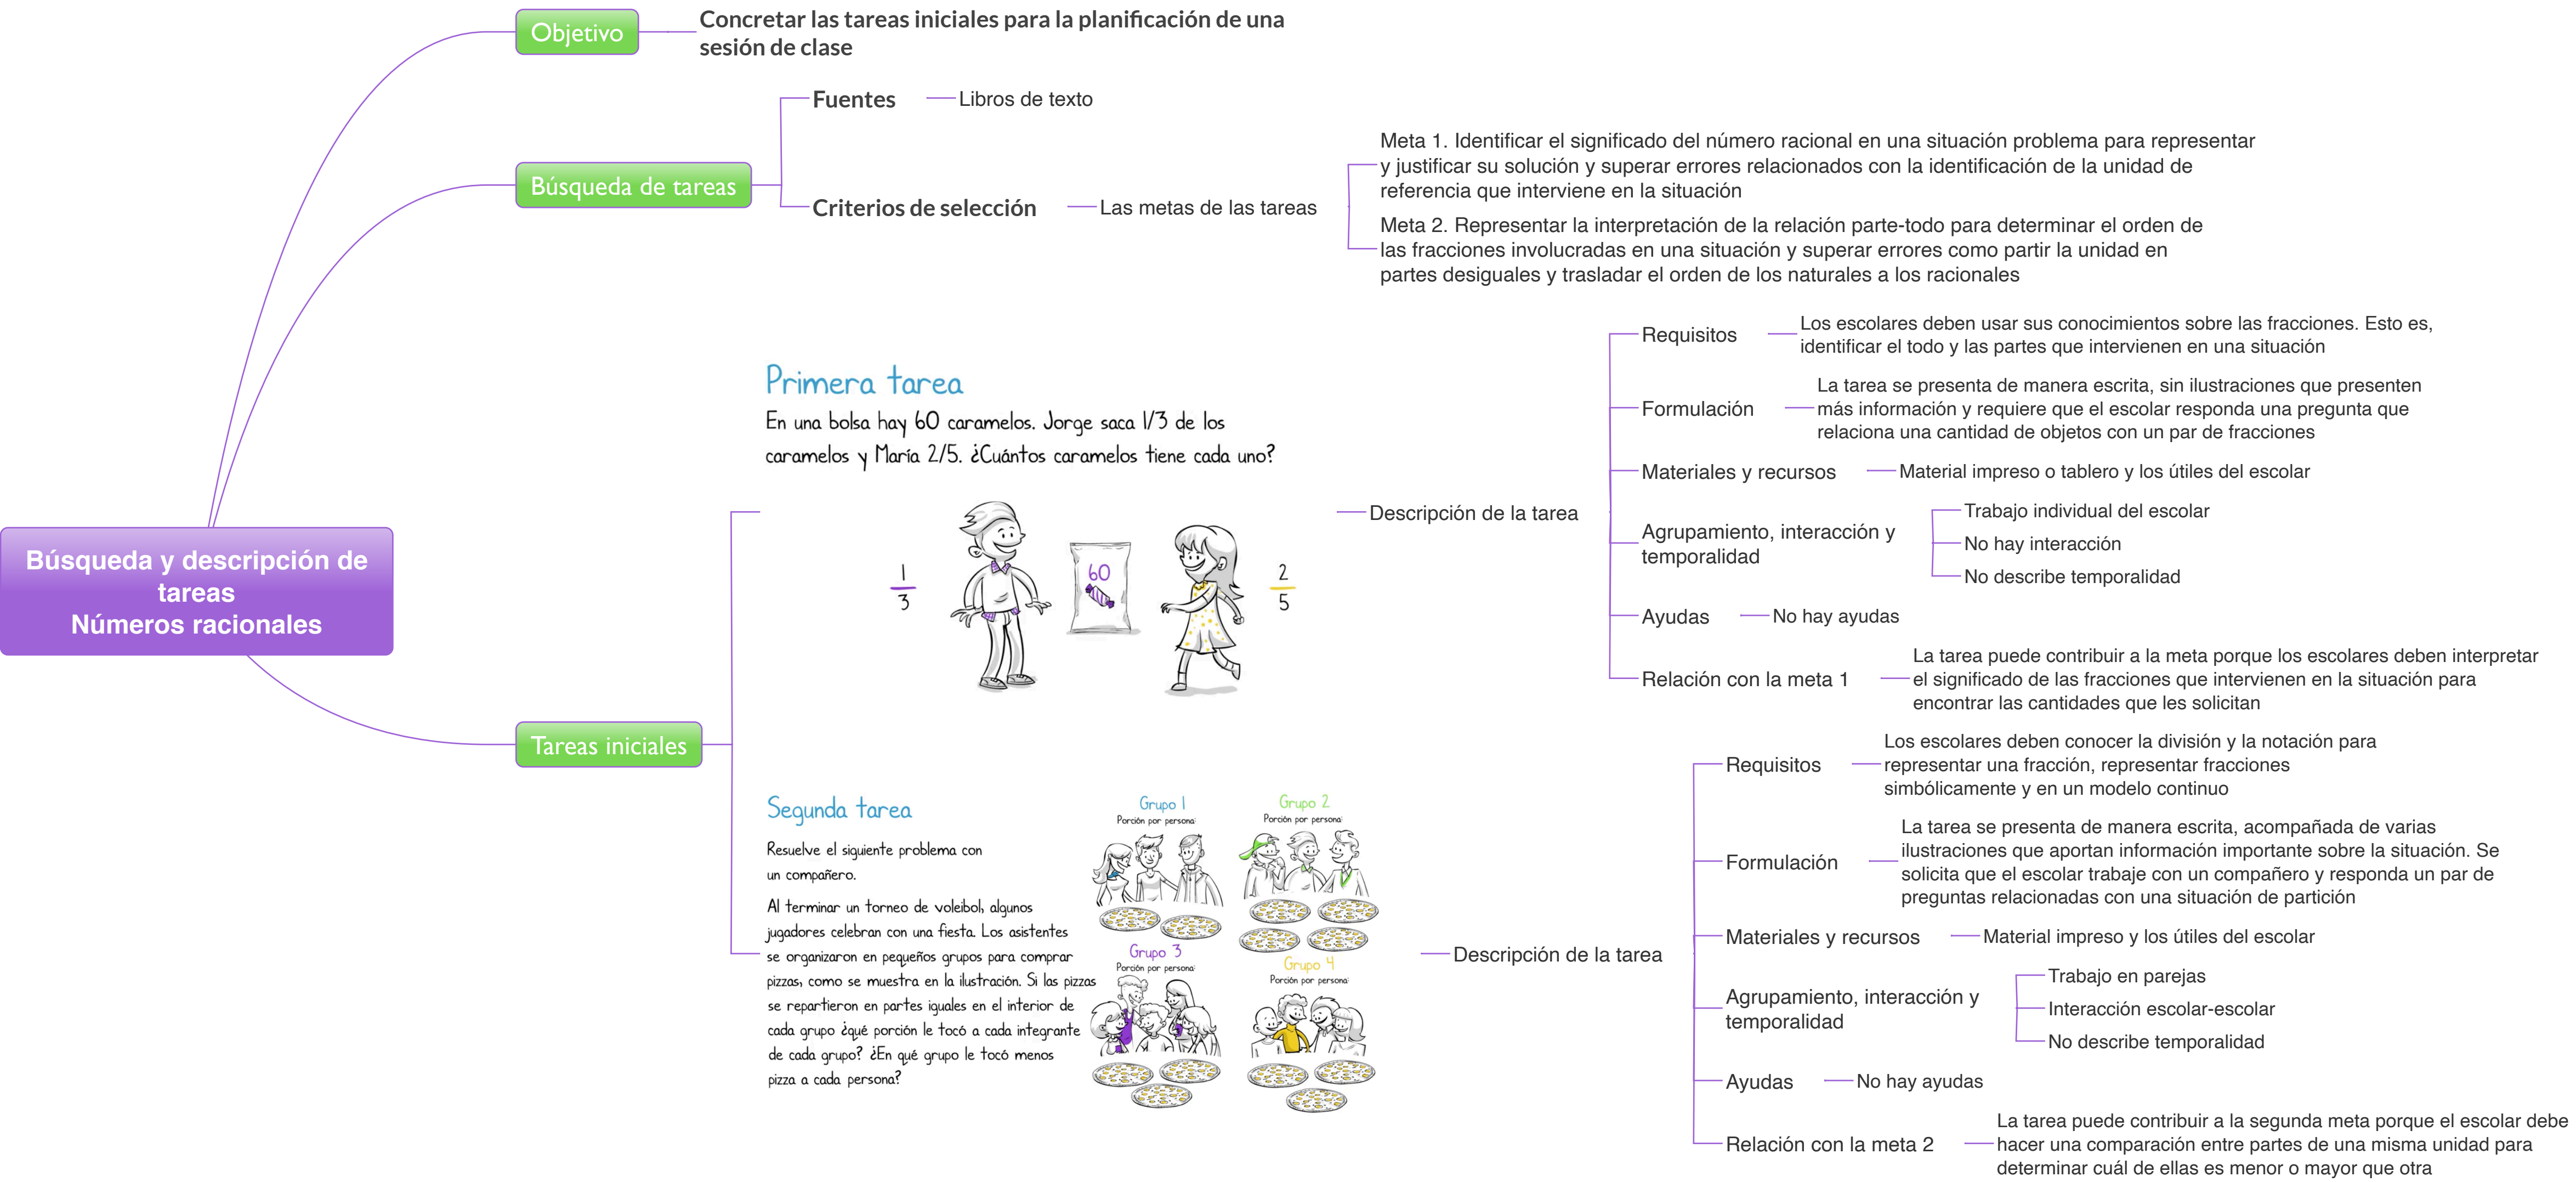 Búsqueda y descripción de
tareas
Números racionales
Objetivo
Concretar las tareas iniciales para la planificación de una
sesión de clase
Búsqueda de tareas
Fuentes
Libros de texto
Criterios de selección
Las metas de las tareas
Meta 1. Identificar el significado del número racional en una situación problema para representar
y justificar su solución y superar errores relacionados con la identificación de la unidad de
referencia que interviene en la situación
Meta 2. Representar la interpretación de la relación parte-todo para determinar el orden de
las fracciones involucradas en una situación y superar errores como partir la unidad en
partes desiguales y trasladar el orden de los naturales a los racionales
Tareas iniciales
Primera tarea
En una bolsa hay 60 caramelos. Jorge saca 1/3 de los
caramelos y María 2/5. ¿Cuántos caramelos tiene cada uno?
1
3
60
2
5
Descripción de la tarea
Requisitos
Los escolares deben usar sus conocimientos sobre las fracciones. Esto es,
identificar el todo y las partes que intervienen en una situación
Formulación
La tarea se presenta de manera escrita, sin ilustraciones que presenten
más información y requiere que el escolar responda una pregunta que
relaciona una cantidad de objetos con un par de fracciones
Materiales y recursos
Material impreso o tablero y los útiles del escolar
Agrupamiento, interacción y
temporalidad
Trabajo individual del escolar
No hay interacción
No describe temporalidad
Ayudas
No hay ayudas
Relación con la meta 1
La tarea puede contribuir a la meta porque los escolares deben interpretar
el significado de las fracciones que intervienen en la situación para
encontrar las cantidades que les solicitan
Segunda tarea
Resuelve el siguiente problema con
un compañero.
Al terminar un torneo de voleibol, algunos
jugadores celebran con una fiesta. Los asistentes
se organizaron en pequeños grupos para comprar
pizzas, como se muestra en la ilustración. Si las pizzas
se repartieron en partes iguales en el interior de
cada grupo ¿qué porción le tocó a cada integrante
de cada grupo? ¿En qué grupo le tocó menos
pizza a cada persona?
Grupo 1
Porción por persona:
Grupo 2
Porción por persona:
Grupo 3
Porción por persona:
Grupo 4
Porción por persona:
Descripción de la tarea
Requisitos
Los escolares deben conocer la división y la notación para
representar una fracción, representar fracciones
simbólicamente y en un modelo continuo
Formulación
La tarea se presenta de manera escrita, acompañada de varias
ilustraciones que aportan información importante sobre la situación. Se
solicita que el escolar trabaje con un compañero y responda un par de
preguntas relacionadas con una situación de partición
Materiales y recursos
Material impreso y los útiles del escolar
Agrupamiento, interacción y
temporalidad
Trabajo en parejas
Interacción escolar-escolar
No describe temporalidad
Ayudas
No hay ayudas
Relación con la meta 2
La tarea puede contribuir a la segunda meta porque el escolar debe
hacer una comparación entre partes de una misma unidad para
determinar cuál de ellas es menor o mayor que otra